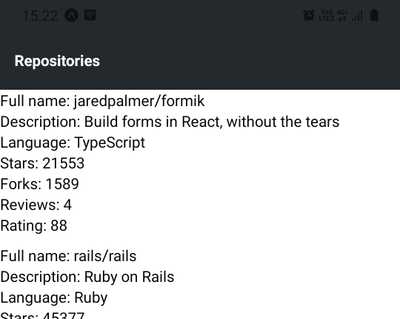 15.22
Repositories
Full name: jaredpalmer/formik
Description: Build forms in React, without the tears
Language: TypeScript
Stars: 21553
Forks: 1589
Reviews: 4
Rating: 88
Full name: rails/rails
Description: Ruby on Rails
Language: Ruby
Stars: 45377